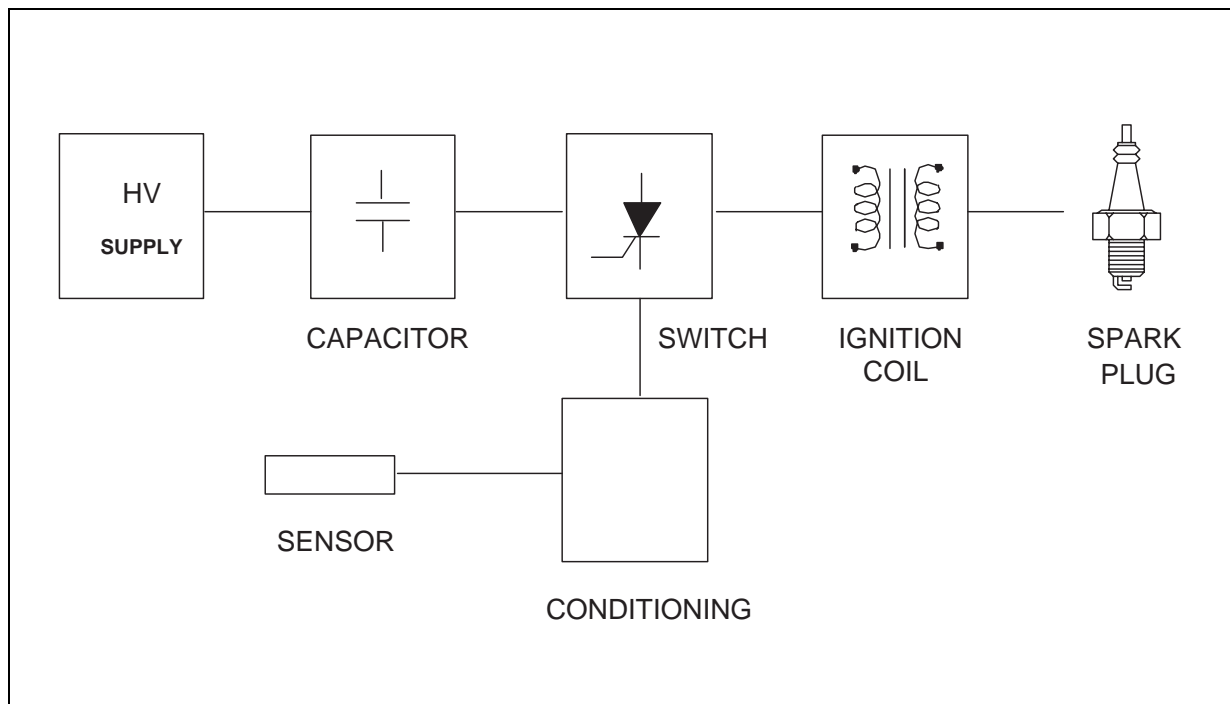 HV
SUPPLY
CAPACITOR
SWITCH
IGNITION
COIL
SPARK
PLUG
SENSOR
CONDITIONING